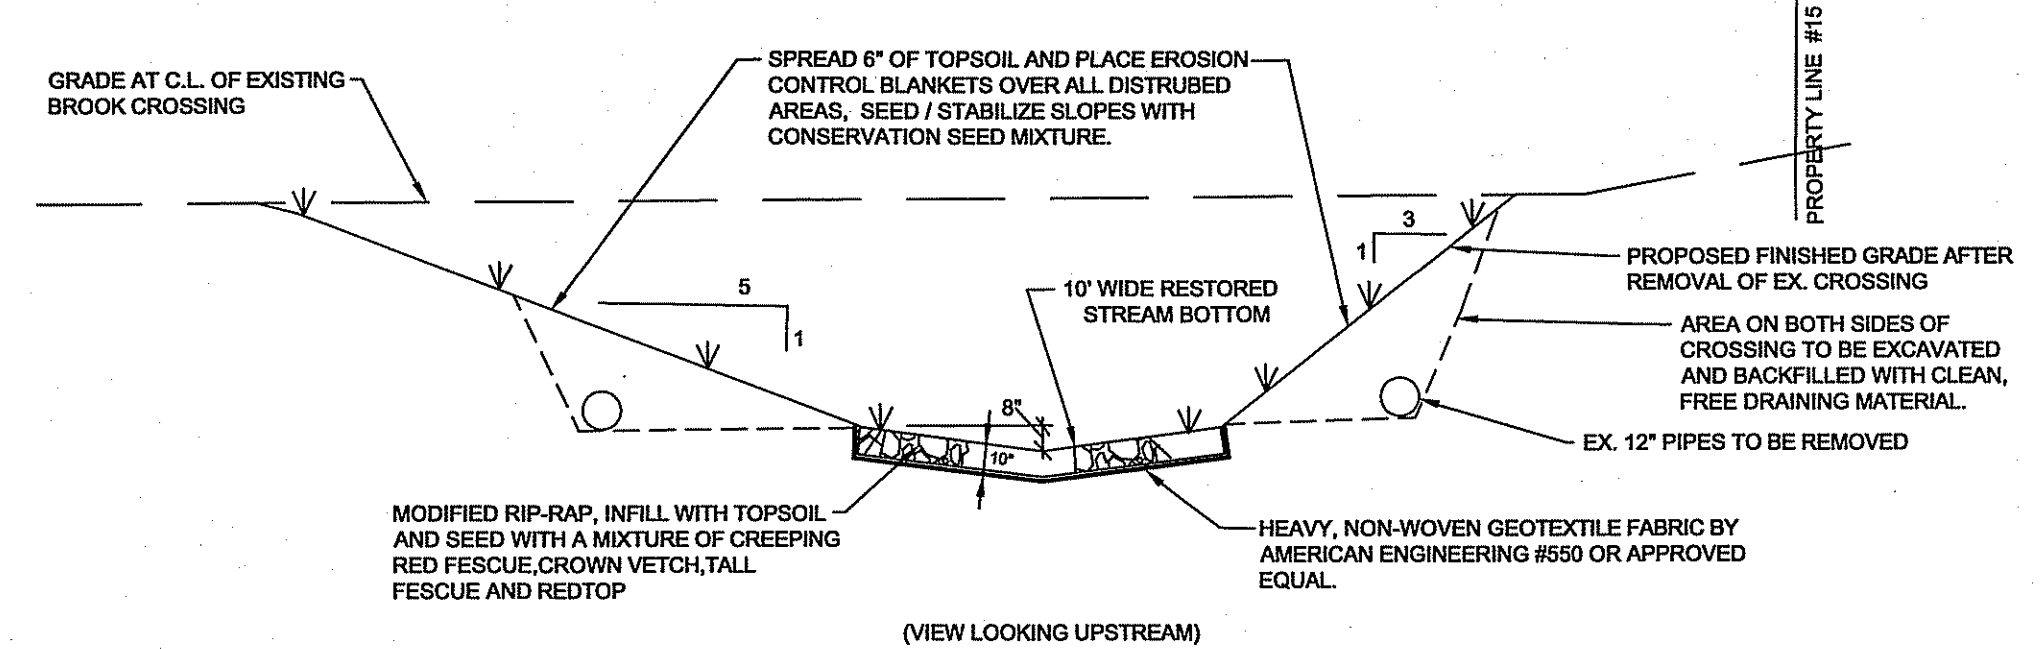 GRADE AT C.L. OF EXISTING
BROOK CROSSING
SPREAD 6" OF TOPSOIL AND PLACE EROSION
CONTROL BLANKETS OVER ALL DISTRUBED
AREAS, SEED / STABILIZE SLOPES WITH
CONSERVATION SEED MIXTURE.
PROPERTY LINE #15
3
1
PROPOSED FINISHED GRADE AFTER
REMOVAL OF EX. CROSSING
5
1
10' WIDE RESTORED
STREAM BOTTOM
AREA ON BOTH SIDES OF
CROSSING TO BE EXCAVATED
AND BACKFILLED WITH CLEAN,
FREE DRAINING MATERIAL.
8"
10"
EX. 12" PIPES TO BE REMOVED
MODIFIED RIP-RAP, INFILL WITH TOPSOIL
AND SEED WITH A MIXTURE OF CREEPING
RED FESCUE,CROWN VETCH,TALL
FESCUE AND REDTOP
HEAVY, NON-WOVEN GEOTEXTILE FABRIC BY
AMERICAN ENGINEERING #550 OR APPROVED
EQUAL.
(VIEW LOOKING UPSTREAM)